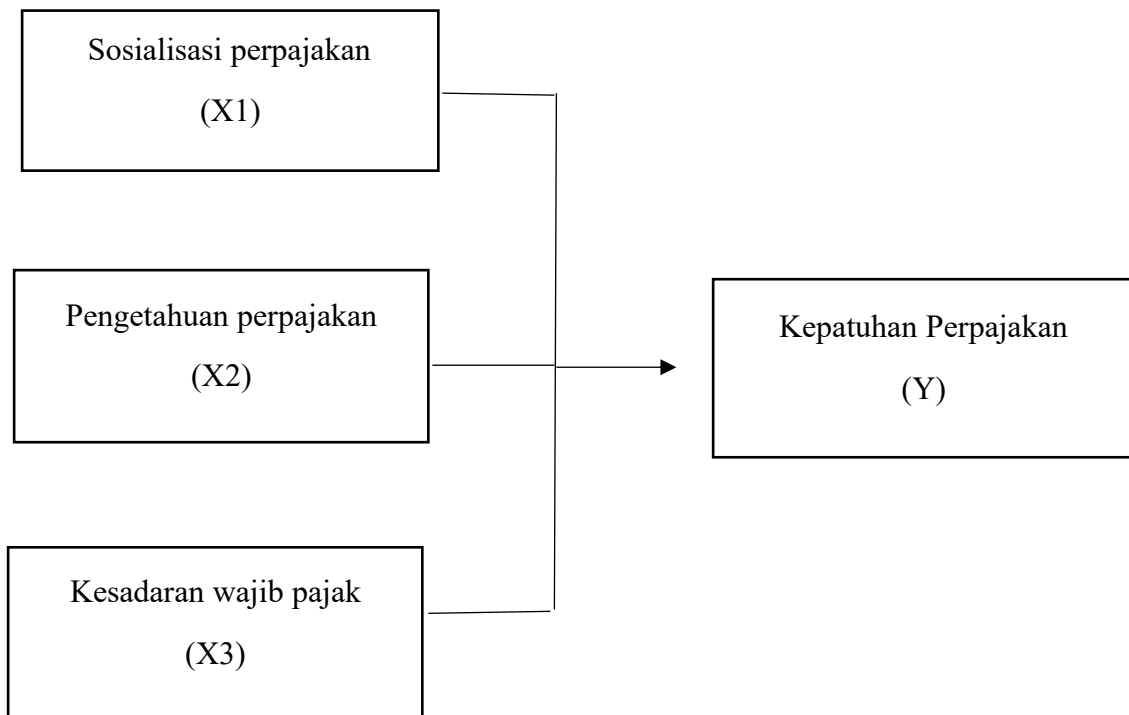 Sosialisasi perpajakan
(X1)
Pengetahuan perpajakan
(X2)
Kepatuhan Perpajakan
(Y)
Kesadaran wajib pajak
(X3)